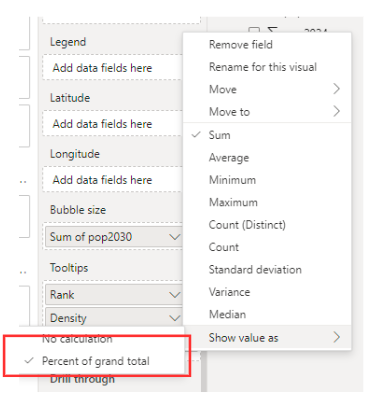 Legend
Add data fields here
Latitude
Add data fields here
Longitude
Add data fields here
Bubble size
Sum of pop2030
Tooltips
Rank
Density
No calculation
Percent of grand total
Drill through
2024
Remove field
Rename for this visual
Move
Move to
Sum
Average
Minimum
Maximum
Count (Distinct)
Count
Standard deviation
Variance
Median
Show value as